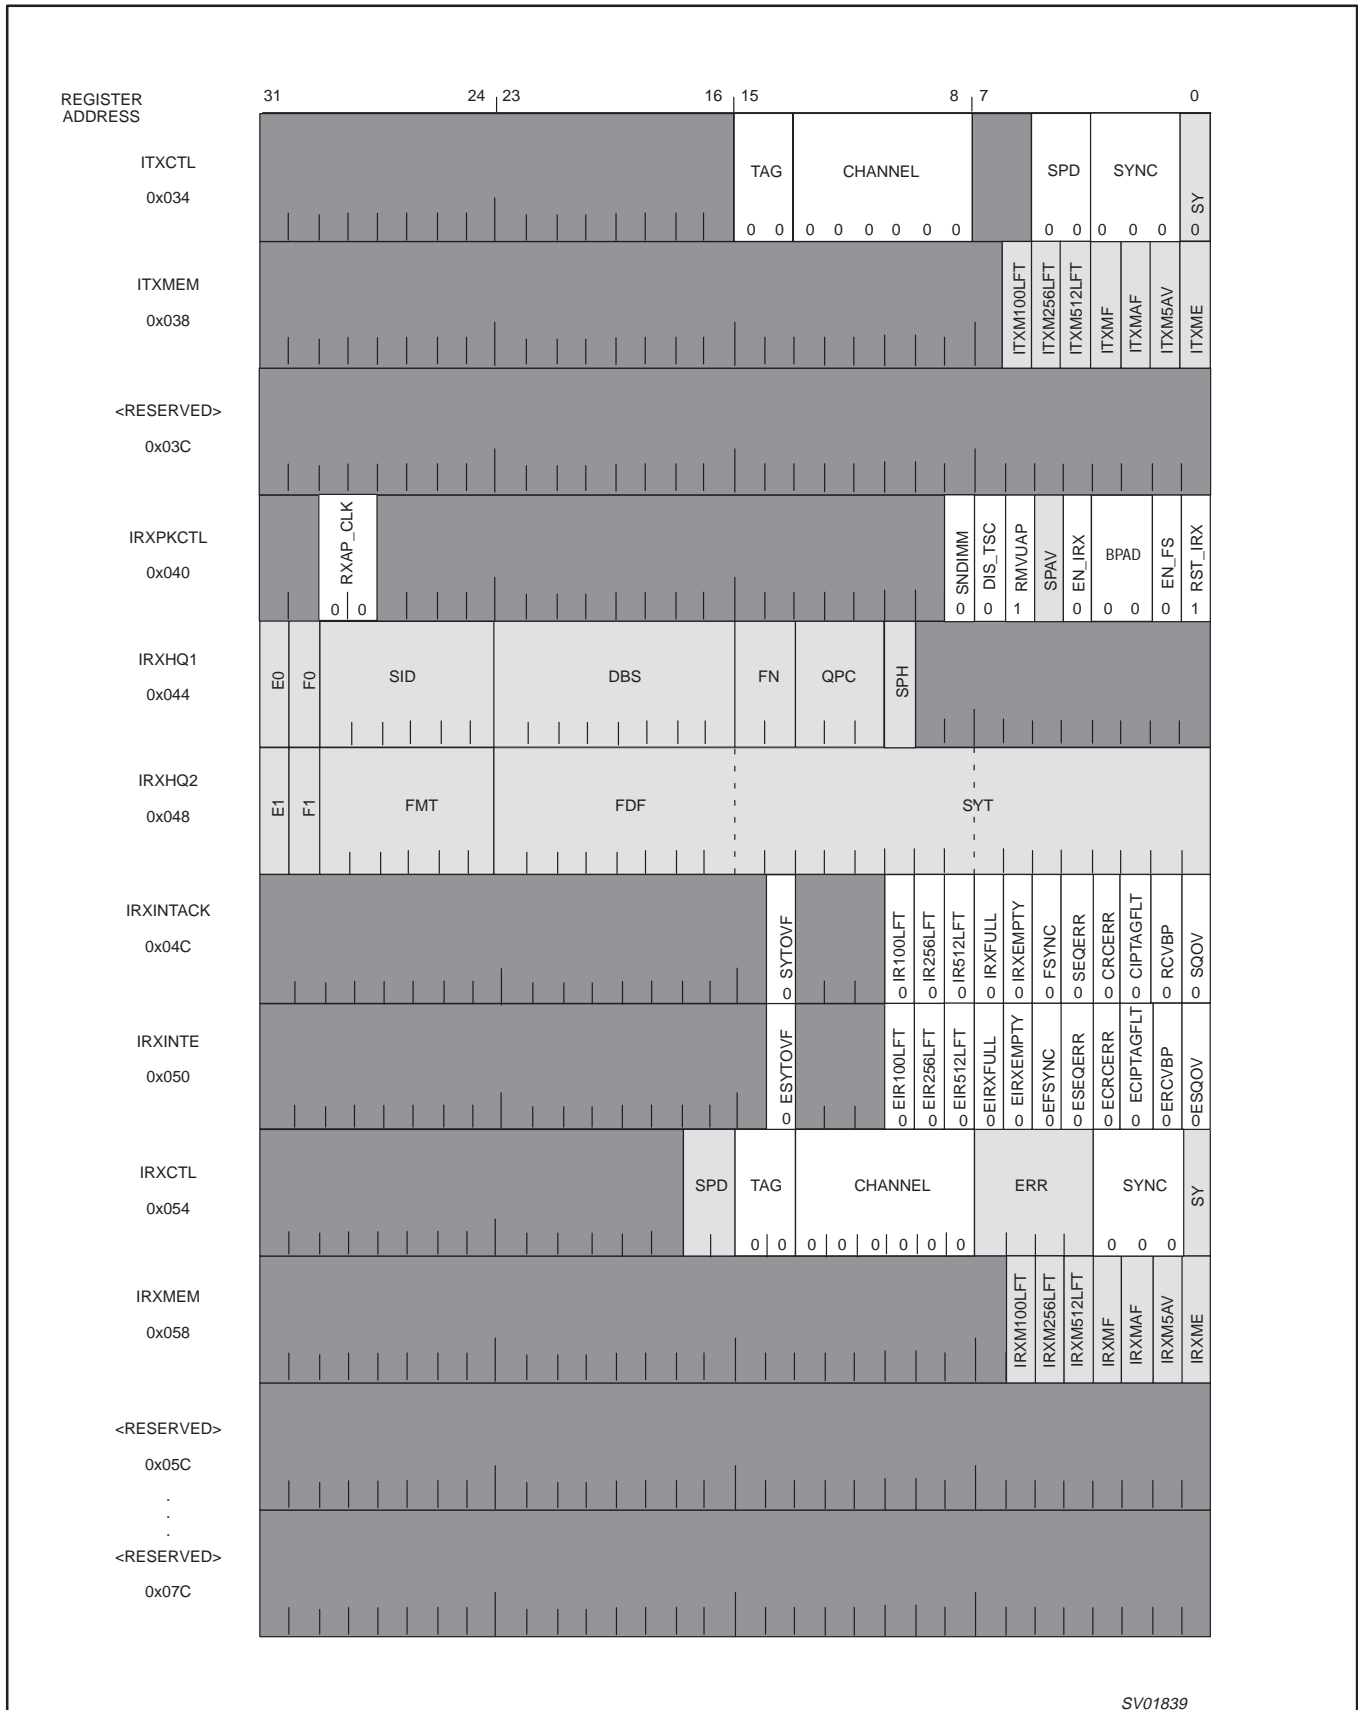 REGISTER
ADDRESS
31 24 23 16 15 8 7 0
ITXCTL
0x034
TAG CHANNEL SPD SYNC SY
0 0 0 0 0 0 0 0 0 0 0 0 0 0
ITXMEM
0x038
ITXM100LFT ITXM256LFT ITXM512LFT ITXMF ITXMAF ITXM5AV ITXME
<RESERVED>
0x03C
IRXPKCTL
0x040
RXAP_CLK SNDIMM DIS_TSC RMVUAP SPAV EN_IRX BPAD EN_FS RST_IRX
0 0 0 0 1 0 0 0 0 1
IRXHQ1
0x044
E0 F0 SID DBS FN QPC SPH
IRXHQ2
0x048
E1 F1 FMT FDF SYT
IRXINTACK
0x04C
SYTOVF IR100LFT IR256LFT IR512LFT IRXFULL IRXEMPTY FSYNC SEQERR CRCERR CIPTAGFLT RCVBP SQOV
0 0 0 0 0 0 0 0 0 0 0 0
IRXINTE
0x050
ESYTOVF EIR100LFT EIR256LFT EIR512LFT EIRXFULL EIRXEMPTY EFSYNC ESEQERR ECRCERR ECIPTAGFLT ERCVBP ESQOV
0 0 0 0 0 0 0 0 0 0 0 0
IRXCTL
0x054
SPD TAG CHANNEL ERR SYNC SY
0 0 0 0 0 0 0 0 0 0 0
IRXMEM
0x058
IRXM100LFT IRXM256LFT IRXM512LFT IRXMF IRXMAF IRXM5AV IRXME
<RESERVED>
0x05C
.
.
.
<RESERVED>
0x07C
SV01839